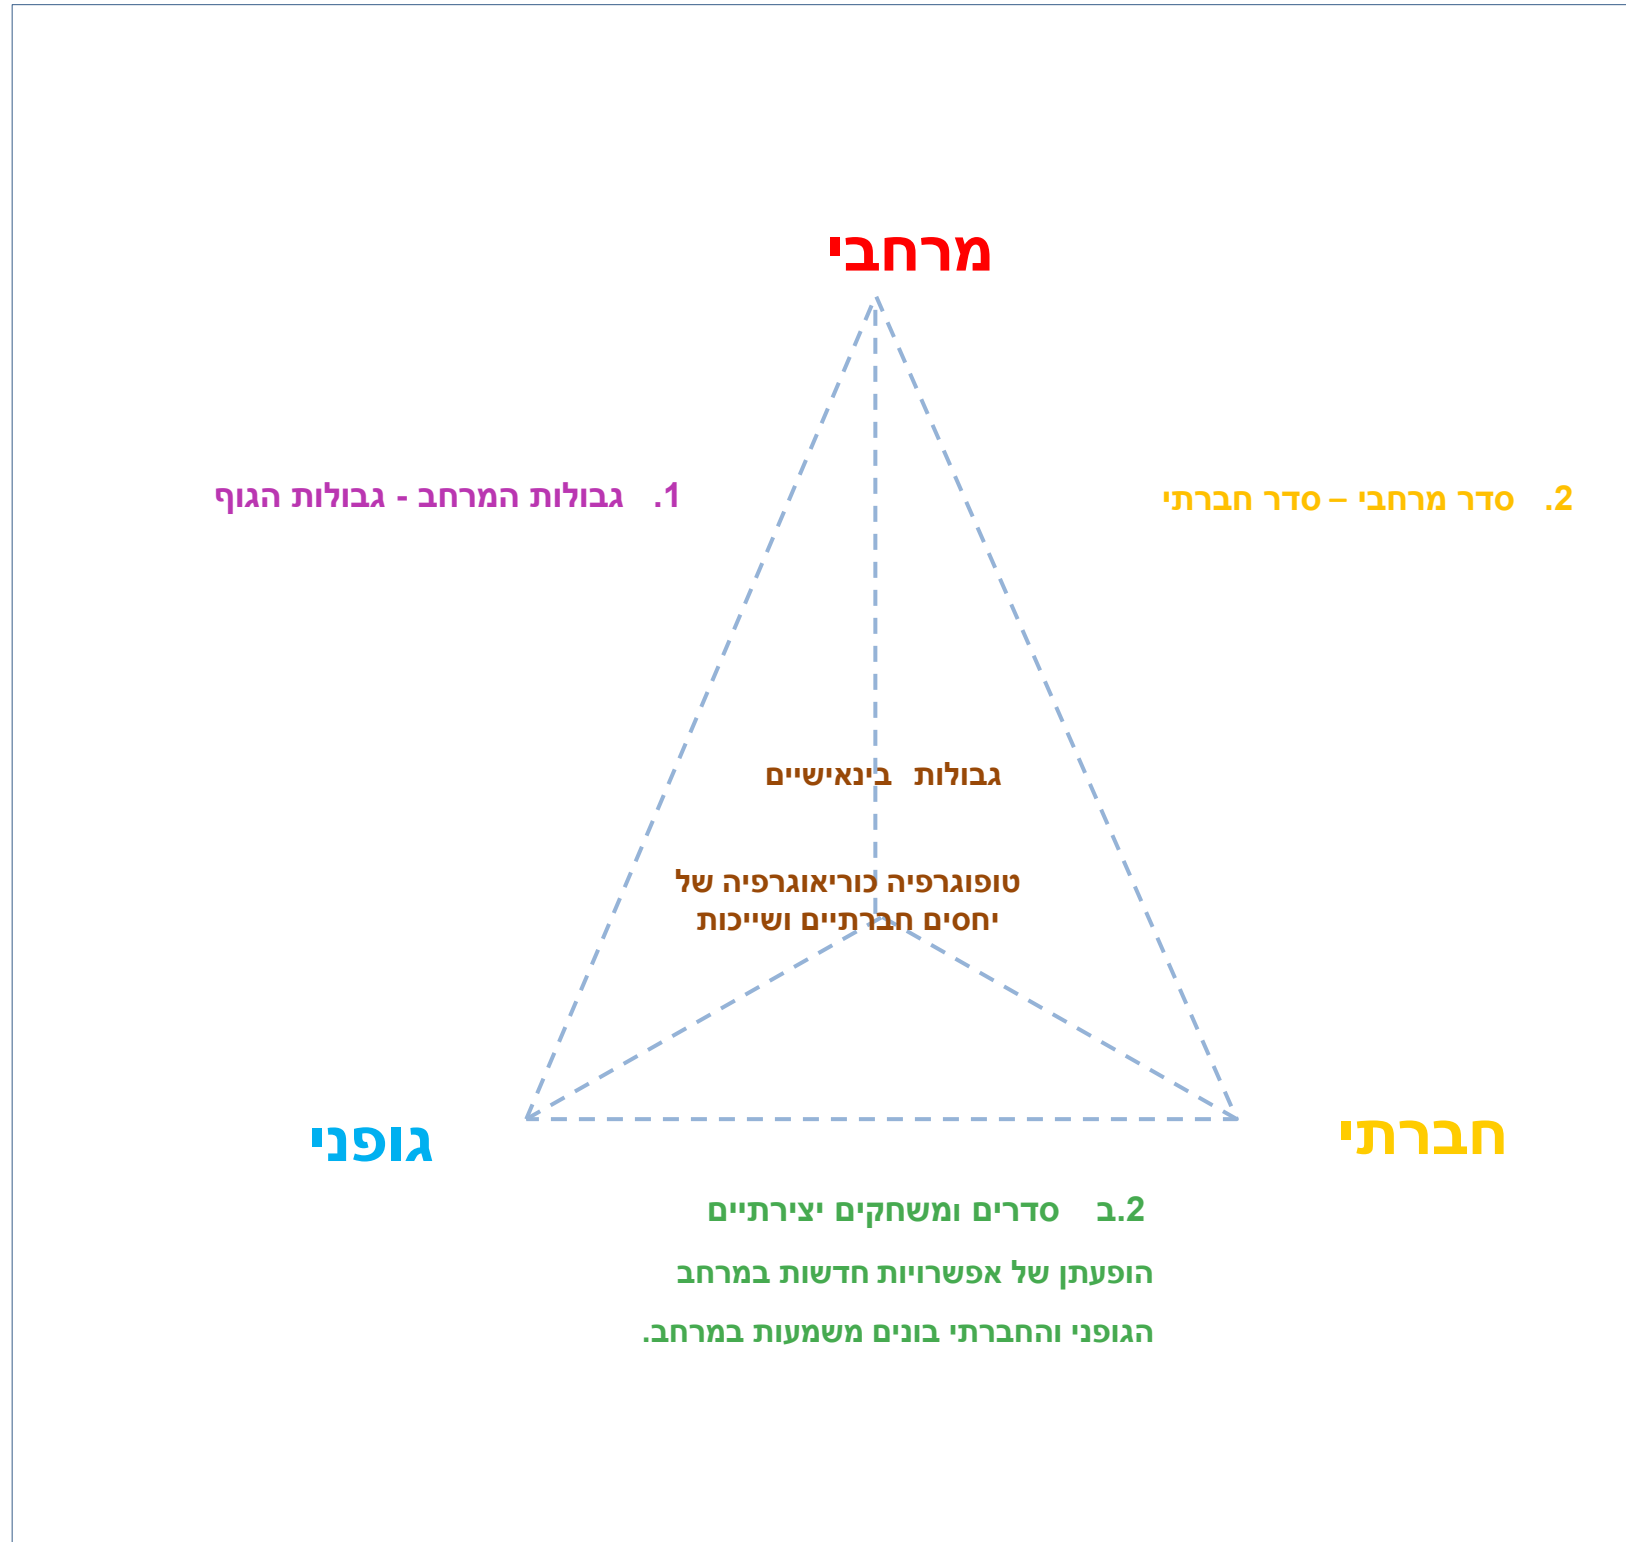 מרחבי
1. גבולות המרחב - גבולות הגוף
2. סדר מרחבי – סדר חברתי
גבולות בינאישיים
טופוגרפיה כוריאוגרפיה של
יחסים חברתיים ושייכות
חברתי
גופני
2.ב סדרים ומשחקים יצירתיים
הופעתן של אפשרויות חדשות במרחב
הגופני והחברתי בונים משמעות במרחב.